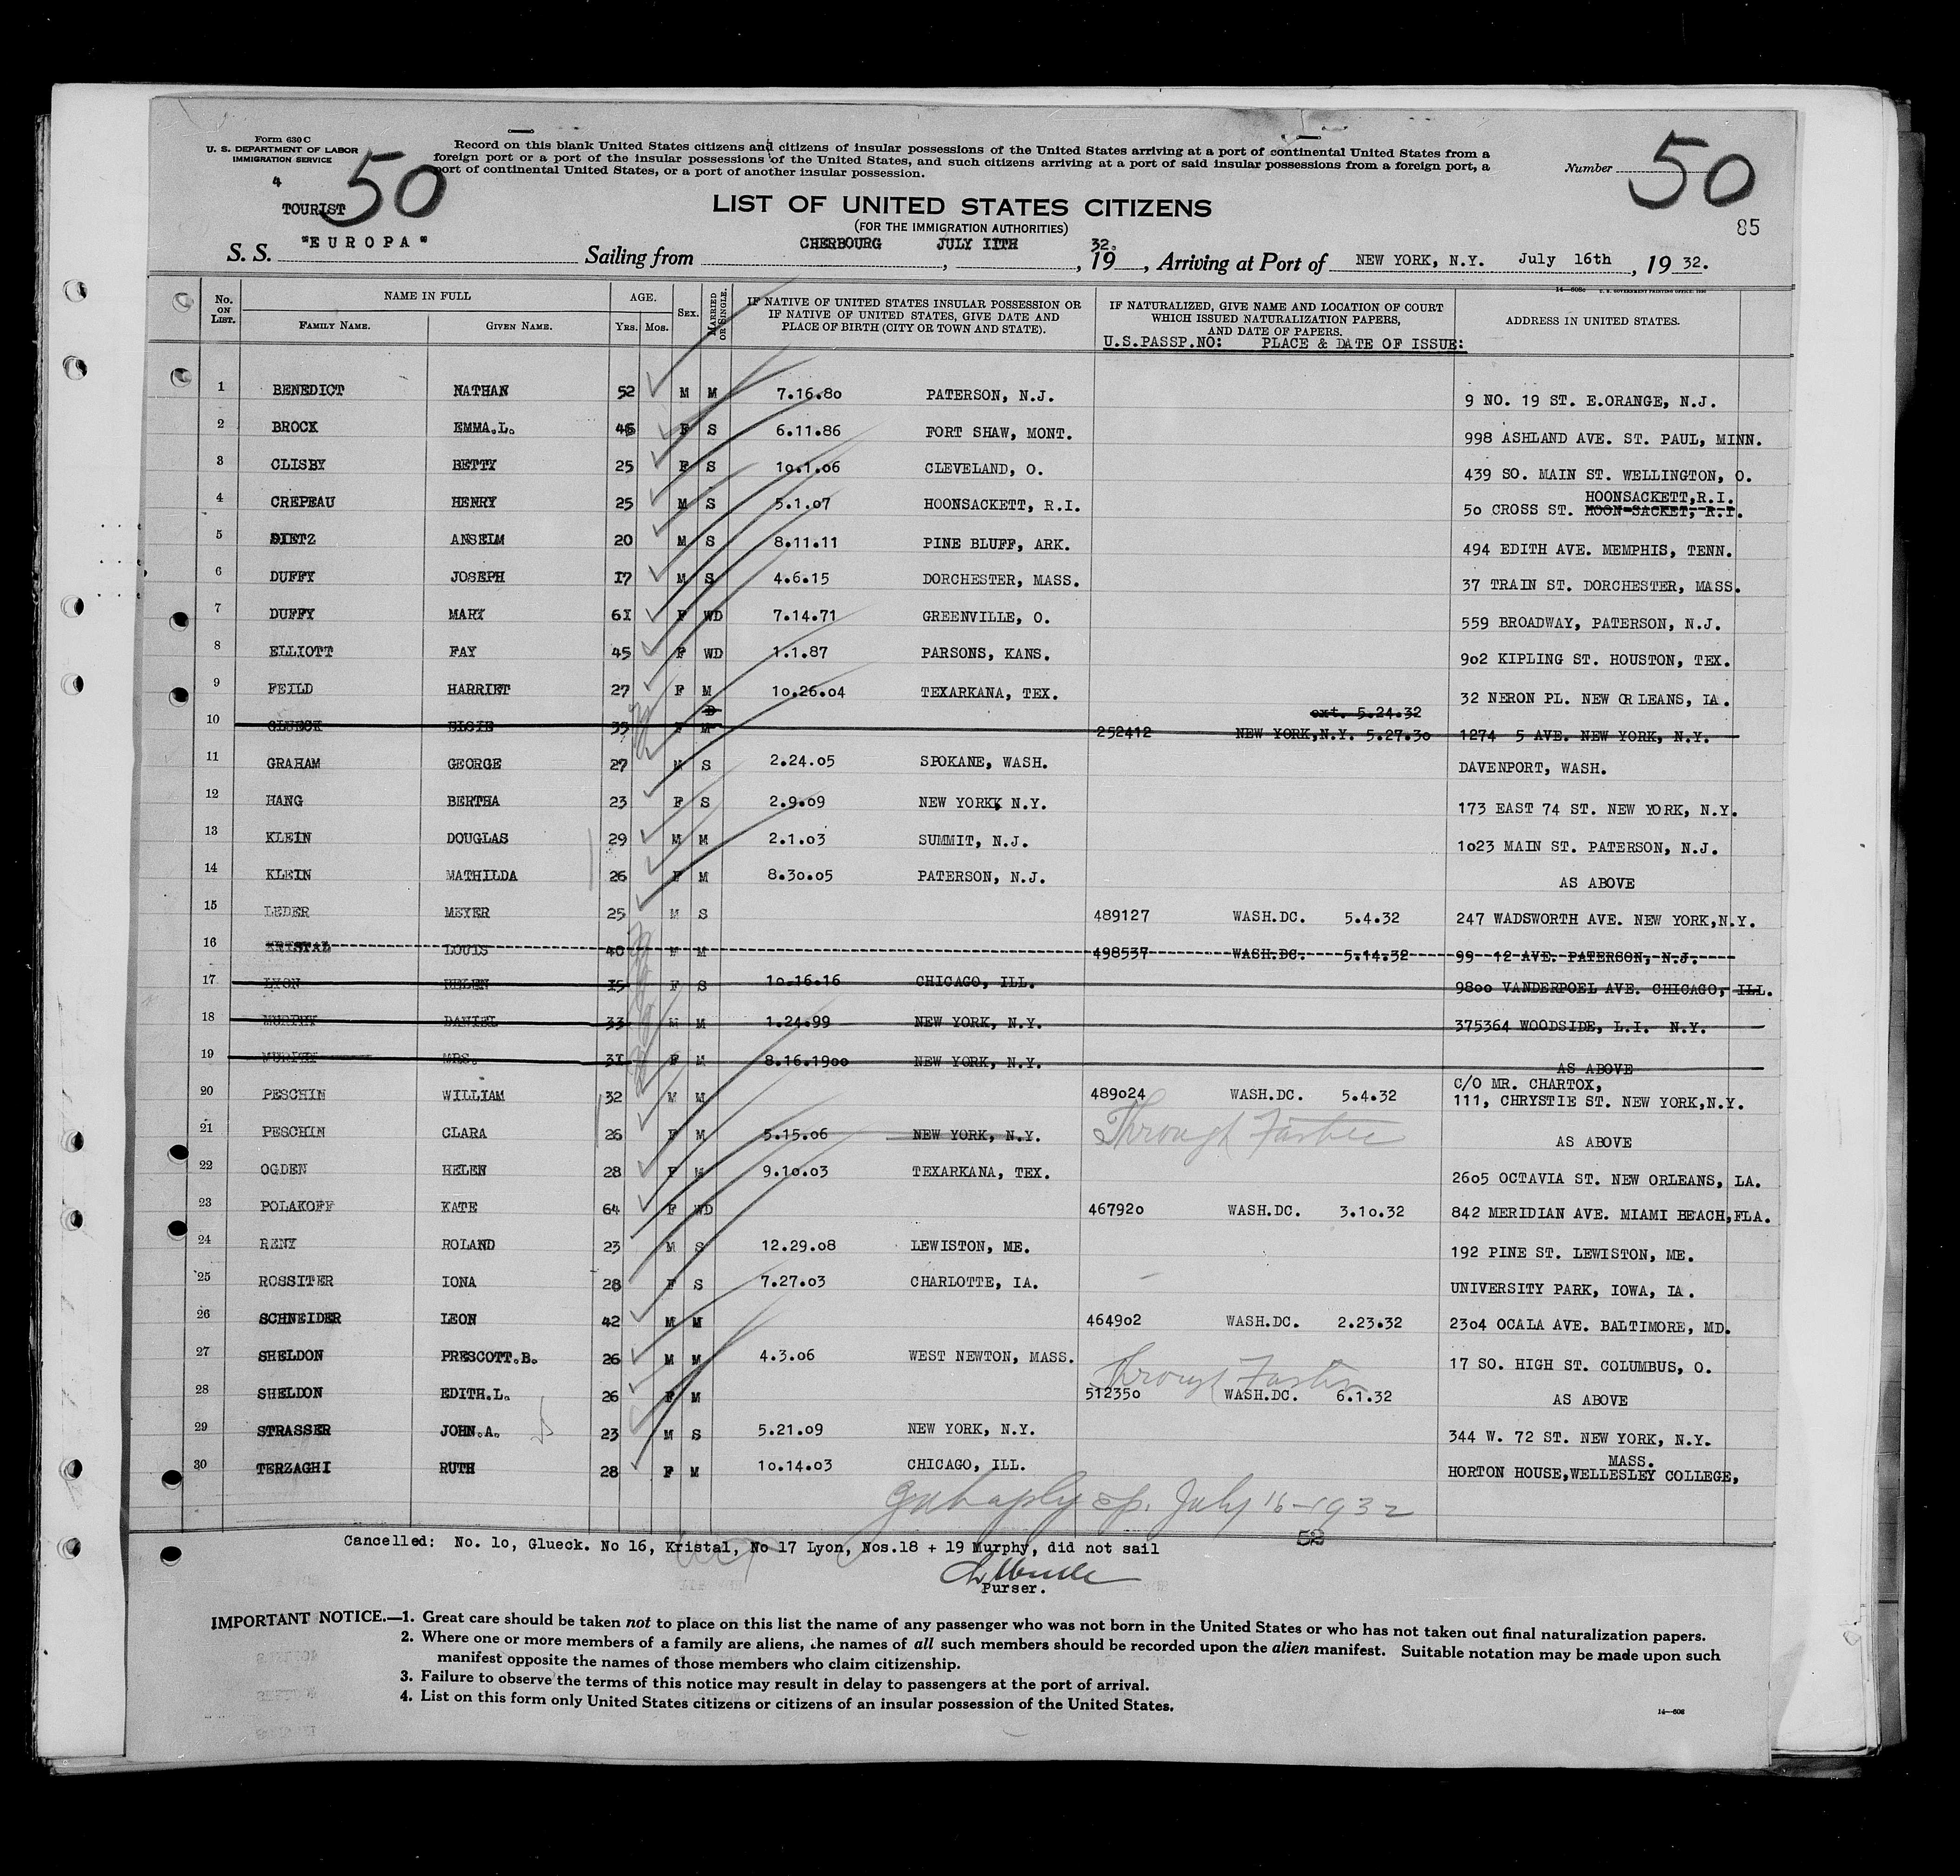 Form 630 C
U. S. DEPARTMENT OF LABOR
IMMIGRATION SERVICE
4
TOURIST
50
Record on this blank United States citizens and citizens of insular possessions of the United States arriving at a port of continental United States from a
foreign port or a port of the insular possessions of the United States, and such citizens arriving at a port of said insular possessions from a foreign port, a
port of continental United States, or a port of another insular possession.
Number 50
85
LIST OF UNITED STATES CITIZENS
(FOR THE IMMIGRATION AUTHORITIES)
S. S. "EUROPA" Sailing from CHERBOURG, JULY IITH, 1932., Arriving at Port of NEW YORK, N.Y. July 16th, 1932.
14—608c U. S. GOVERNMENT PRINTING OFFICE: 1930
No. ON LIST. NAME IN FULL FAMILY NAME. GIVEN NAME. AGE. YRS. MOS. SEX. MARRIED OR SINGLE. IF NATIVE OF UNITED STATES INSULAR POSSESSION OR IF NATIVE OF UNITED STATES, GIVE DATE AND PLACE OF BIRTH (CITY OR TOWN AND STATE). IF NATURALIZED, GIVE NAME AND LOCATION OF COURT WHICH ISSUED NATURALIZATION PAPERS, AND DATE OF PAPERS. ADDRESS IN UNITED STATES.
U.S.PASSP.NO: PLACE & DATE OF ISSUE:
1 BENEDICT NATHAN 52 M M 7.16.80 PATERSON, N.J. 9 NO. 19 ST. E.ORANGE, N.J.
2 BROCK EMMA.L. 46 F S 6.11.86 FORT SHAW, MONT. 998 ASHLAND AVE. ST. PAUL, MINN.
3 CLISBY BETTY 25 F S 10.1.06 CLEVELAND, O. 439 SO. MAIN ST. WELLINGTON, O.
HOONSACKETT,R.I.
4 CREPEAU HENRY 25 M S 5.1.07 HOONSACKETT, R.I. 50 CROSS ST. MOON SACKET, R.I.
5 DIETZ ANSELM 20 M S 8.11.11 PINE BLUFF, ARK. 494 EDITH AVE. MEMPHIS, TENN.
6 DUFFY JOSEPH I7 M S 4.6.15 DORCHESTER, MASS. 37 TRAIN ST. DORCHESTER, MASS.
7 DUFFY MARY 6I F WD 7.14.71 GREENVILLE, O. 559 BROADWAY, PATERSON, N.J.
8 ELLIOTT FAY 45 F WD 1.1.87 PARSONS, KANS. 902 KIPLING ST. HOUSTON, TEX.
9 FEILD HARRIET 27 F M 10.26.04 TEXARKANA, TEX. 32 NERON PL. NEW ORLEANS, IA.
D ext. 5.24.32
10 GLUECK ELSIE 35 F M 252412 NEW YORK,N.Y. 5.27.30 1274 5 AVE. NEW YORK, N.Y.
11 GRAHAM GEORGE 27 M S 2.24.05 SPOKANE, WASH. DAVENPORT, WASH.
12 HANG BERTHA 23 F S 2.9.09 NEW YORKK N.Y. 173 EAST 74 ST. NEW YORK, N.Y.
13 KLEIN DOUGLAS 29 M M 2.1.03 SUMMIT, N.J. 1023 MAIN ST. PATERSON, N.J.
14 KLEIN MATHILDA 26 F M 8.30.05 PATERSON, N.J. AS ABOVE
15 LEDER MEYER 25 M S 489127 WASH.DC. 5.4.32 247 WADSWORTH AVE. NEW YORK,N.Y.
16 KRISTAL LOUIS 40 M M 498537 WASH.DC. 5.14.32 99 12 AVE. PATERSON, N.J.
17 LYON HELEN I5 F S 10.16.16 CHICAGO, ILL. 9800 VANDERPOEL AVE. CHICAGO, ILL.
18 MURPHY DANIEL 33 M M 1.24.99 NEW YORK, N.Y. 375364 WOODSIDE, L.I. N.Y.
19 MURPHY MRS. 3I F M 8.16.1900 NEW YORK, N.Y. AS ABOVE
C/O MR. CHARTOX,
20 PESCHIN WILLIAM 32 M M 489024 WASH.DC. 5.4.32 111, CHRYSTIE ST. NEW YORK,N.Y.
21 PESCHIN CLARA 26 F M 5.15.06 NEW YORK, N.Y. Through AS ABOVE
22 OGDEN HELEN 28 F M 9.10.03 TEXARKANA, TEX. 2605 OCTAVIA ST. NEW ORLEANS, LA.
23 POLAKOFF KATE 64 F WD 467920 WASH.DC. 3.10.32 842 MERIDIAN AVE. MIAMI BEACH,FLA.
24 RENY ROLAND 23 M S 12.29.08 LEWISTON, ME. 192 PINE ST. LEWISTON, ME.
25 ROSSITER IONA 28 F S 7.27.03 CHARLOTTE, IA. UNIVERSITY PARK, IOWA, IA.
26 SCHNEIDER LEON 42 M M 464902 WASH.DC. 2.23.32 2304 OCALA AVE. BALTIMORE, MD.
27 SHELDON PRESCOTT.B. 26 M M 4.3.06 WEST NEWTON, MASS. 17 SO. HIGH ST. COLUMBUS, O.
Through
28 SHELDON EDITH.L. 26 F M 512350 WASH.DC. 6.1.32 AS ABOVE
29 STRASSER JOHN.A. 23 M S 5.21.09 NEW YORK, N.Y. 344 W. 72 ST. NEW YORK, N.Y.
MASS.
30 TERZAGHI RUTH 28 F M 10.14.03 CHICAGO, ILL. HORTON HOUSE,WELLESLEY COLLEGE,
July 16-1932
52
Cancelled: No. 10, Glueck. No 16, Kristal, No 17 Lyon, Nos.18 + 19 Murphy, did not sail
Purser.
IMPORTANT NOTICE.—1. Great care should be taken not to place on this list the name of any passenger who was not born in the United States or who has not taken out final naturalization papers.
2. Where one or more members of a family are aliens, the names of all such members should be recorded upon the alien manifest. Suitable notation may be made upon such
manifest opposite the names of those members who claim citizenship.
3. Failure to observe the terms of this notice may result in delay to passengers at the port of arrival.
4. List on this form only United States citizens or citizens of an insular possession of the United States.
14—608